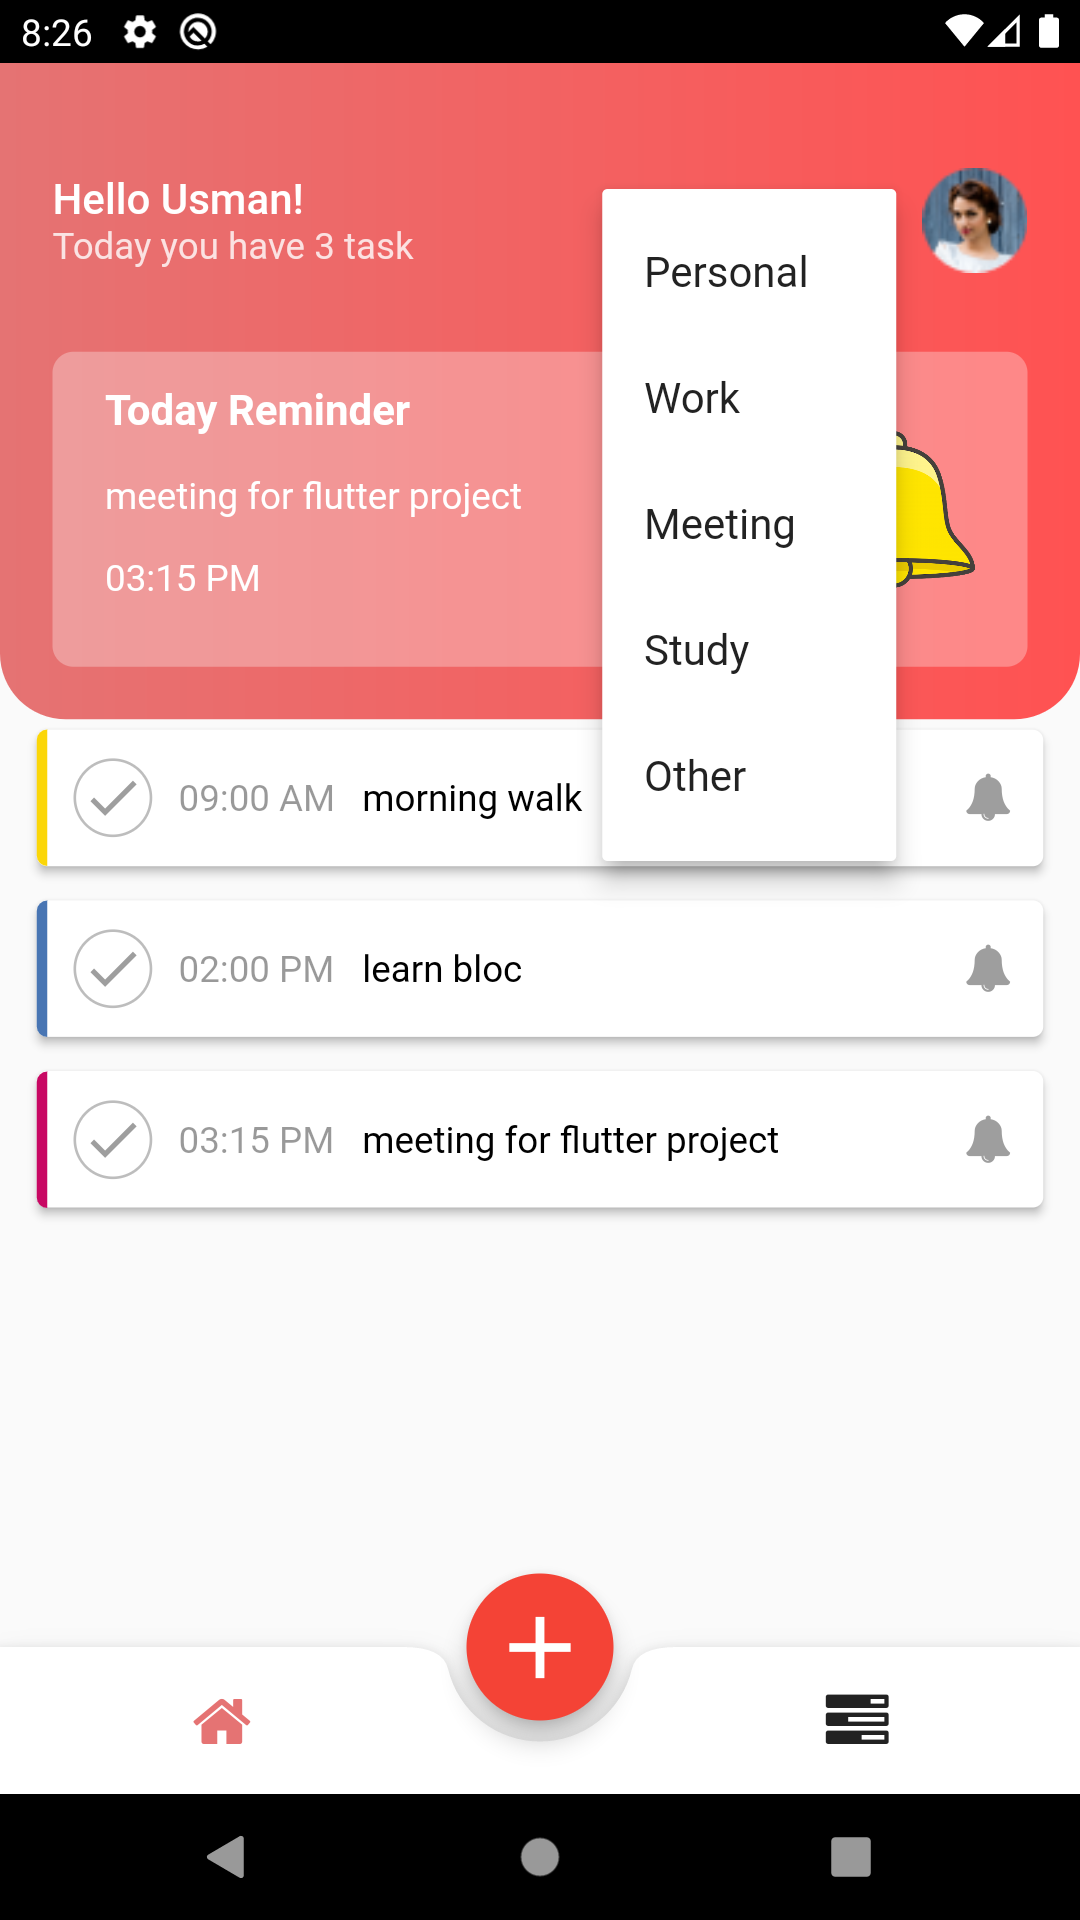 8:26
Hello Usman!
Today you have 3 task
Personal
Work
Meeting
Study
Other
Today Reminder
meeting for flutter project
03:15 PM
09:00 AM morning walk
02:00 PM learn bloc
03:15 PM meeting for flutter project